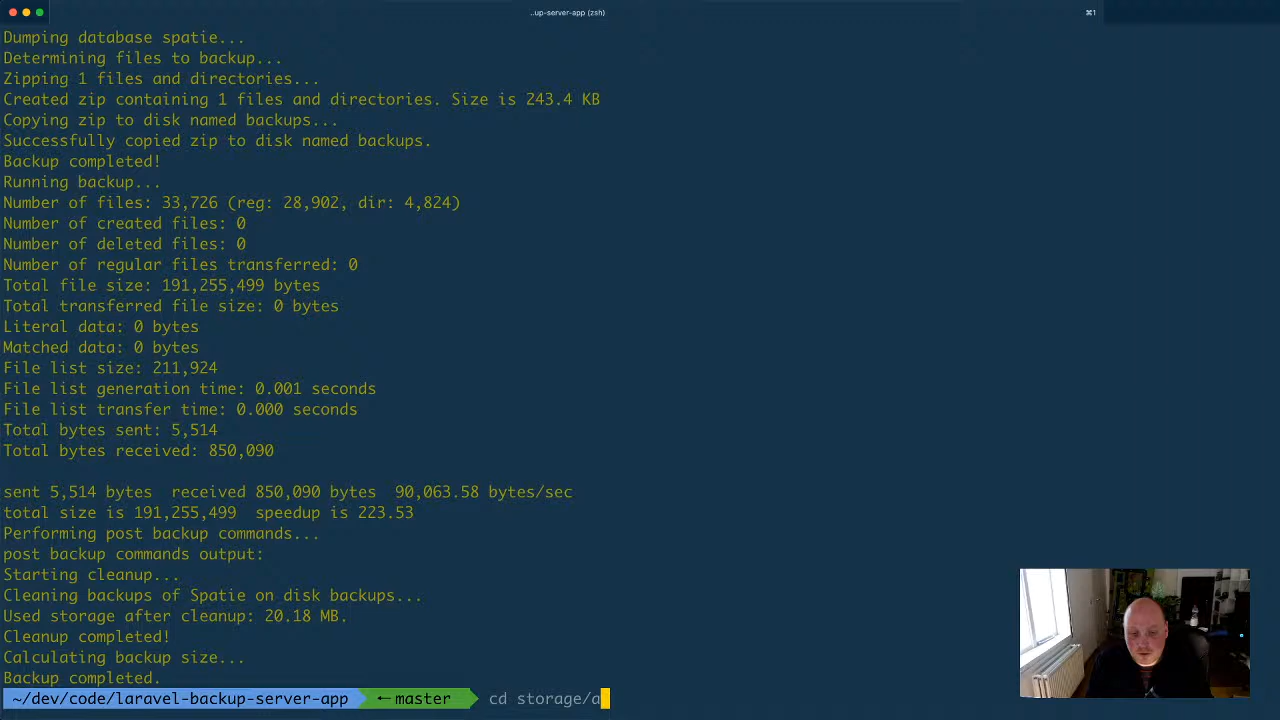 ..up-server-app (zsh)
⌘1
Dumping database spatie...
Determining files to backup...
Zipping 1 files and directories...
Created zip containing 1 files and directories. Size is 243.4 KB
Copying zip to disk named backups...
Successfully copied zip to disk named backups.
Backup completed!
Running backup...
Number of files: 33,726 (reg: 28,902, dir: 4,824)
Number of created files: 0
Number of deleted files: 0
Number of regular files transferred: 0
Total file size: 191,255,499 bytes
Total transferred file size: 0 bytes
Literal data: 0 bytes
Matched data: 0 bytes
File list size: 211,924
File list generation time: 0.001 seconds
File list transfer time: 0.000 seconds
Total bytes sent: 5,514
Total bytes received: 850,090
sent 5,514 bytes  received 850,090 bytes  90,063.58 bytes/sec
total size is 191,255,499  speedup is 223.53
Performing post backup commands...
post backup commands output:
Starting cleanup...
Cleaning backups of Spatie on disk backups...
Used storage after cleanup: 20.18 MB.
Cleanup completed!
Calculating backup size...
Backup completed.
~/dev/code/laravel-backup-server-app ← master cd storage/a